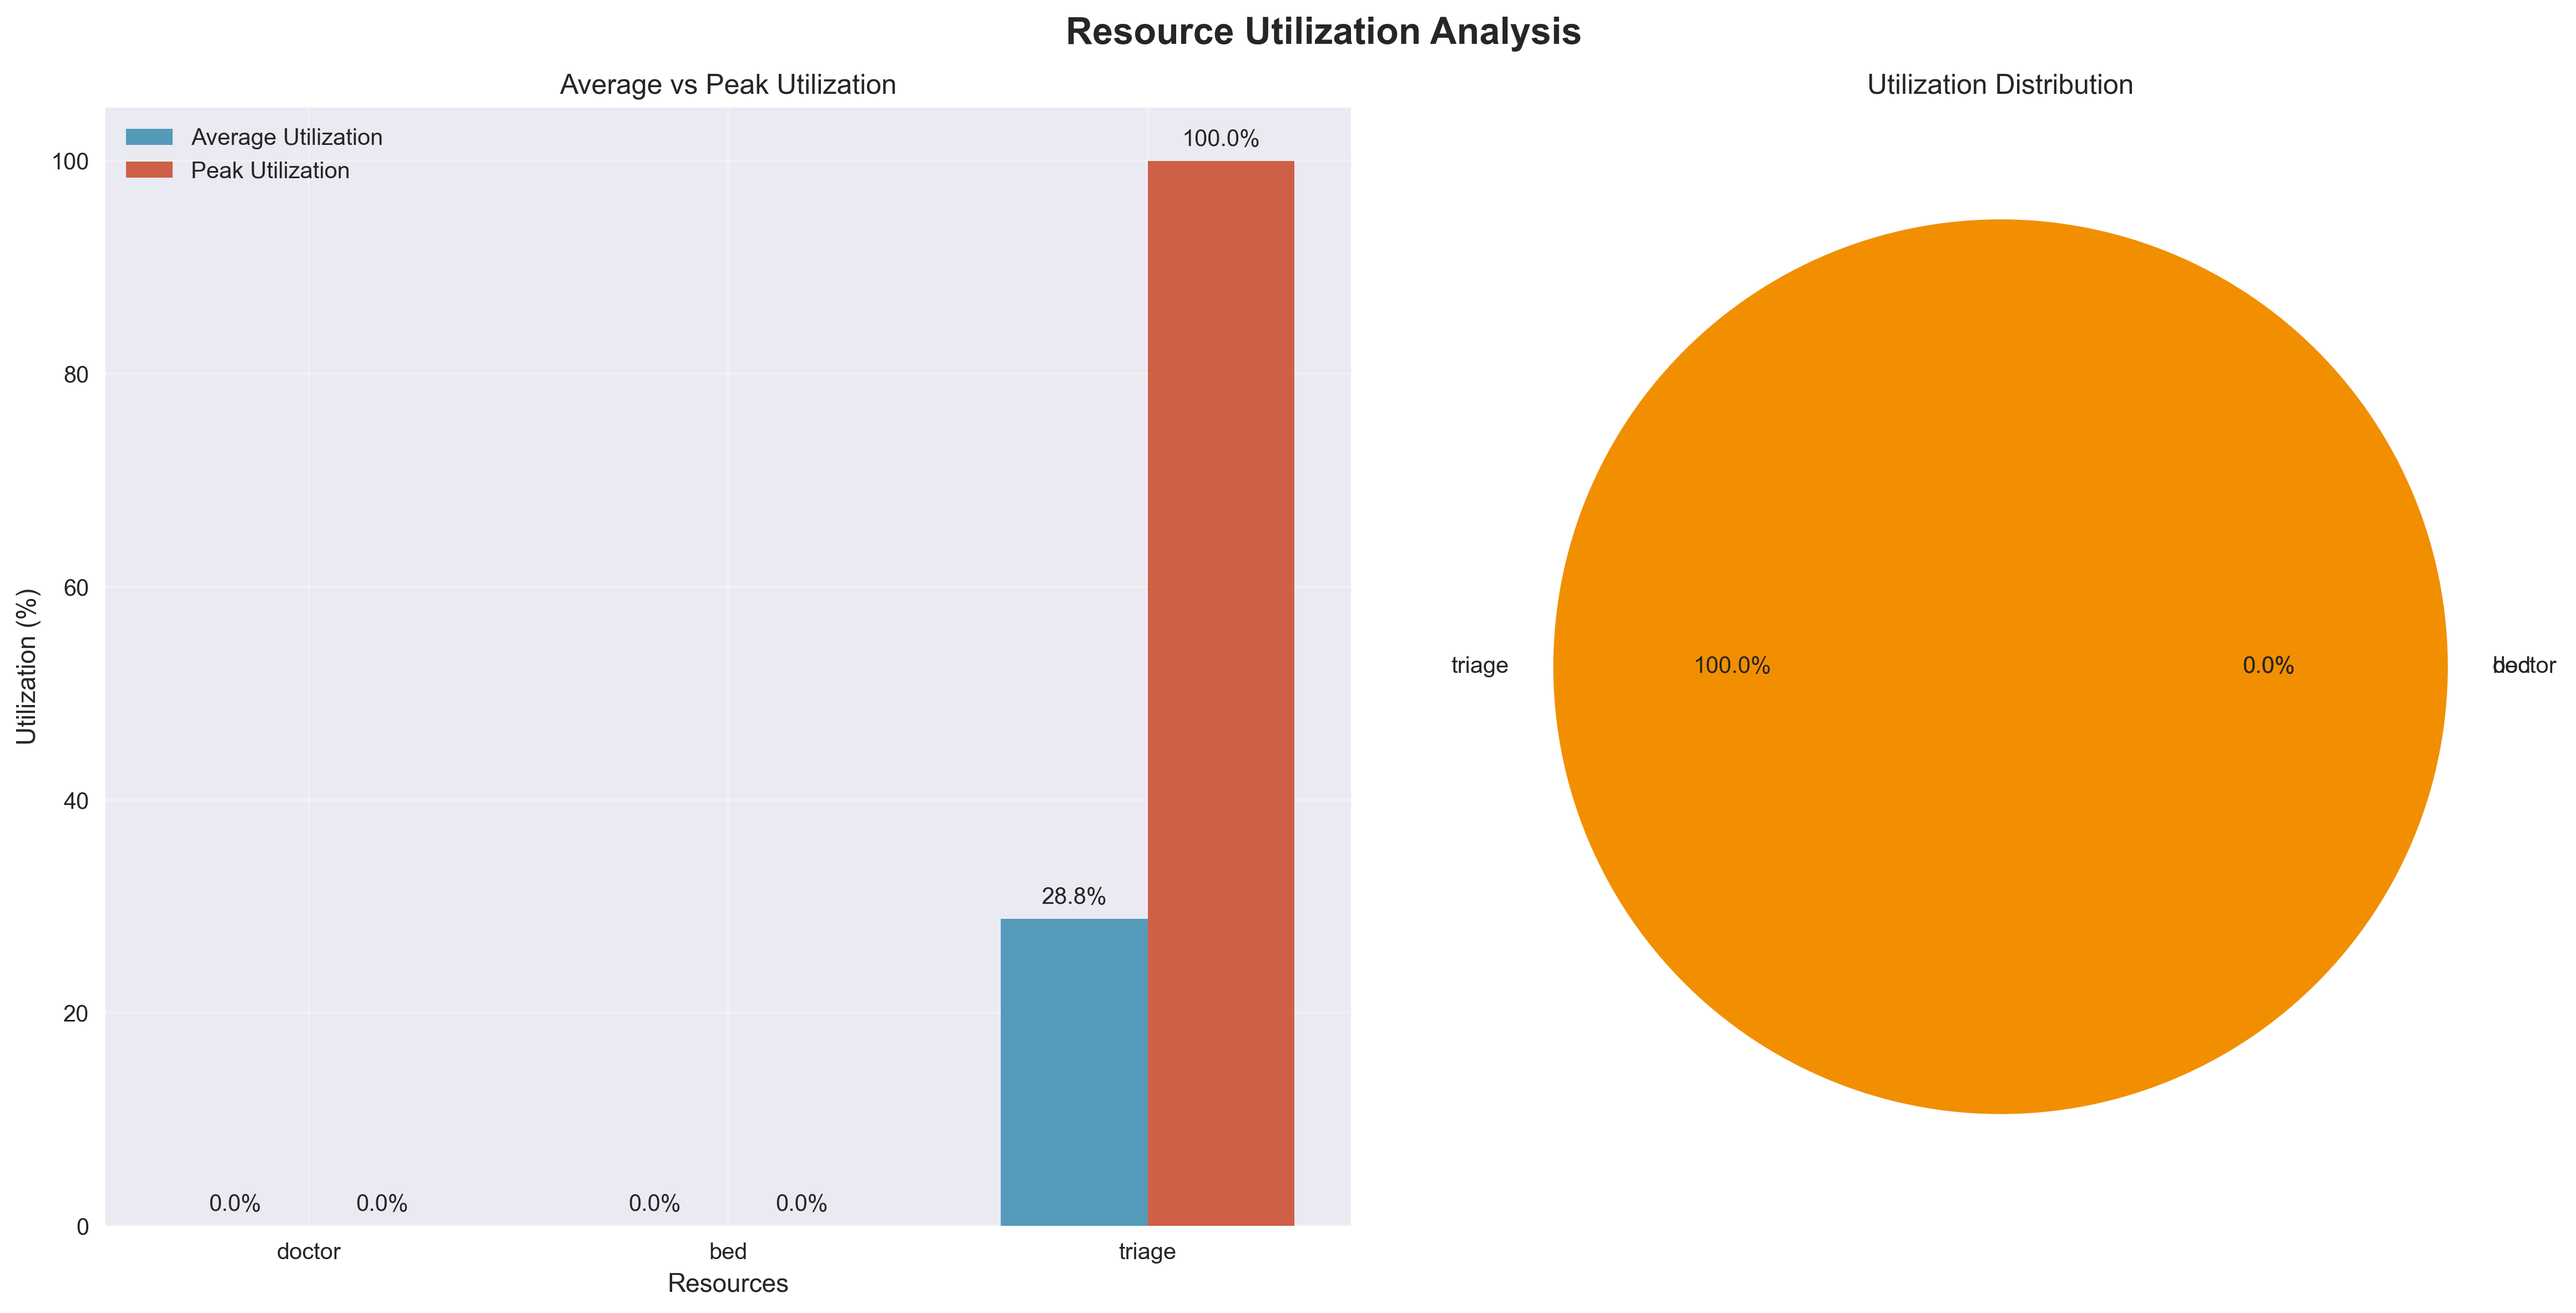 Resource Utilization Analysis
Average vs Peak Utilization
Average Utilization
Peak Utilization
Utilization (%)
100
80
60
40
20
0
0.0%
0.0%
0.0%
0.0%
28.8%
100.0%
doctor
bed
triage
Resources
Utilization Distribution
triage
100.0%
0.0%
doctor
bed